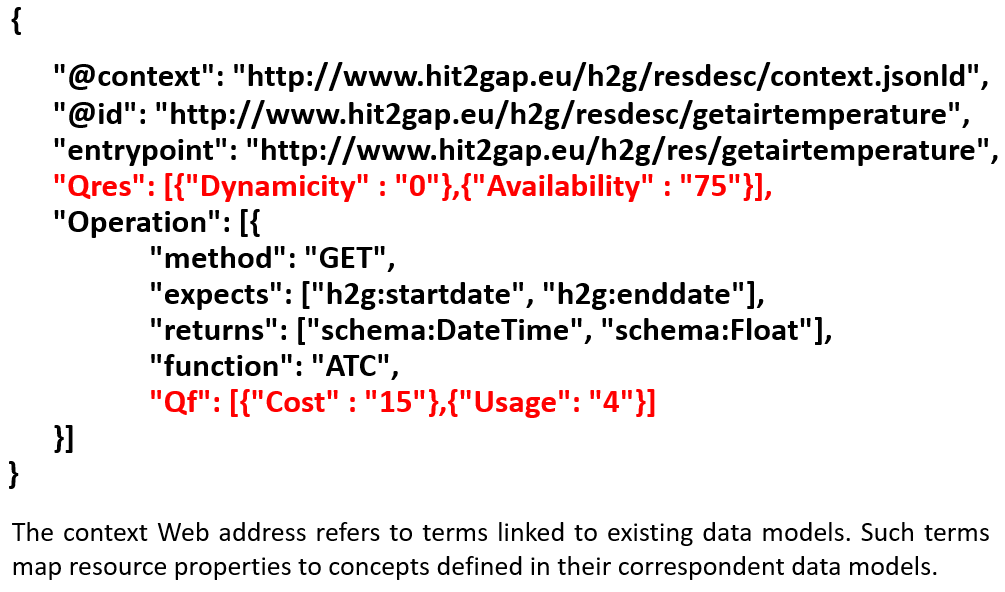 {
"@context": "http://www.hit2gap.eu/h2g/resdesc/context.jsonld",
"@id": "http://www.hit2gap.eu/h2g/resdesc/getairtemperature",
"entrypoint": "http://www.hit2gap.eu/h2g/res/getairtemperature",
"Qres": [{"Dynamicity" : "0"},{"Availability" : "75"}],
"Operation": [{
"method": "GET",
"expects": ["h2g:startdate", "h2g:enddate"],
"returns": ["schema:DateTime", "schema:Float"],
"function": "ATC",
"Qf": [{"Cost" : "15"},{"Usage": "4"}]
}]
}
The context Web address refers to terms linked to existing data models. Such terms
map resource properties to concepts defined in their correspondent data models.